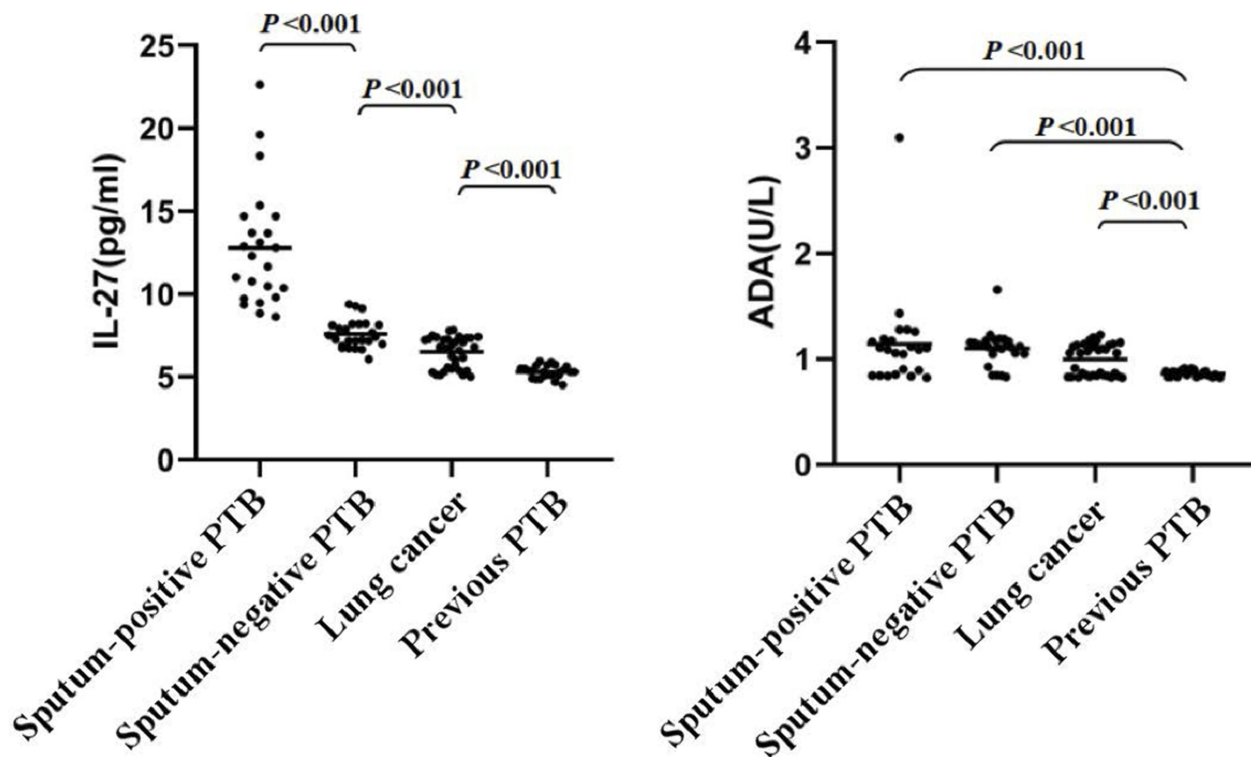 P<0.001
P<0.001
P<0.001
25
20
15
10
5
0
IL-27(pg/ml)
Sputum-positive PTB
Sputum-negative PTB
Lung cancer
Previous PTB
P<0.001
P<0.001
P<0.001
4
3
2
1
0
ADA(U/L)
Sputum-positive PTB
Sputum-negative PTB
Lung cancer
Previous PTB